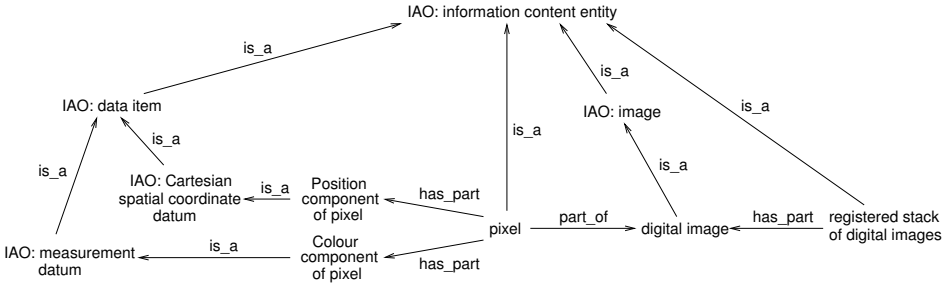 IAO: information content entity
is_a
is_a
IAO: data item
IAO: image
is_a
is_a
is_a
is_a
is_a
is_a
IAO: Cartesian
spatial coordinate
datum
is_a
Position
component
of pixel
has_part
pixel
part_of
digital image
has_part
registered stack
of digital images
IAO: measurement
datum
is_a
Colour
component
of pixel
has_part